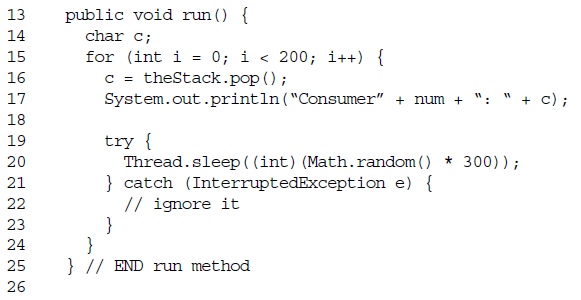 13    public void run() {
14      char c;
15      for (int i = 0; i < 200; i++) {
16        c = theStack.pop();
17        System.out.println(“Consumer” + num + “: “ + c);
18
19        try {
20          Thread.sleep((int)(Math.random() * 300));
21        } catch (InterruptedException e) {
22          // ignore it
23        }
24      }
25    } // END run method
26